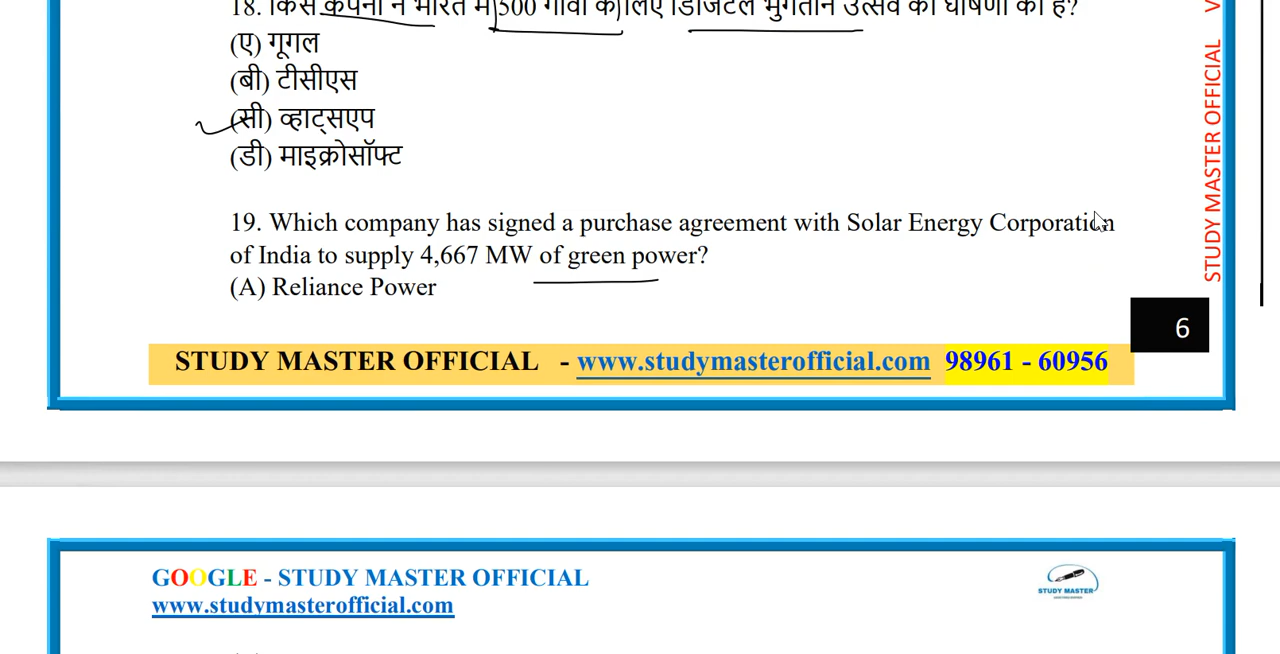 18. किस कंपनी ने भारत में 500 गांवों के लिए डिजिटल भुगतान उत्सव की घोषणा की है?
(ए) गूगल
(बी) टीसीएस
(सी) व्हाट्सएप
(डी) माइक्रोसॉफ्ट
19. Which company has signed a purchase agreement with Solar Energy Corporation
of India to supply 4,667 MW of green power?
(A) Reliance Power
6
STUDY MASTER OFFICIAL - www.studymasterofficial.com 98961 - 60956
STUDY MASTER OFFICIAL V
GOOGLE - STUDY MASTER OFFICIAL
www.studymasterofficial.com
STUDY MASTER